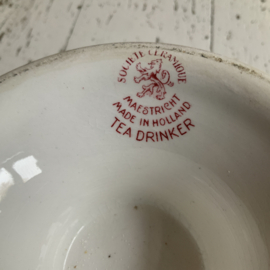 SOCIETE CERAMIQUE
MAESTRICHT
MADE IN HOLLAND
TEA DRINKER